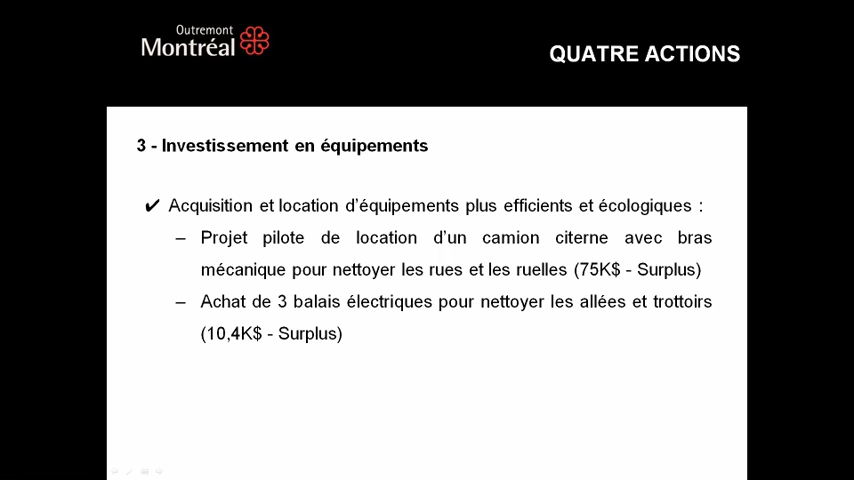 Outremont
Montréal
QUATRE ACTIONS
3 - Investissement en équipements
✔ Acquisition et location d'équipements plus efficients et écologiques :
– Projet pilote de location d'un camion citerne avec bras
mécanique pour nettoyer les rues et les ruelles (75K$ - Surplus)
– Achat de 3 balais électriques pour nettoyer les allées et trottoirs
(10,4K$ - Surplus)